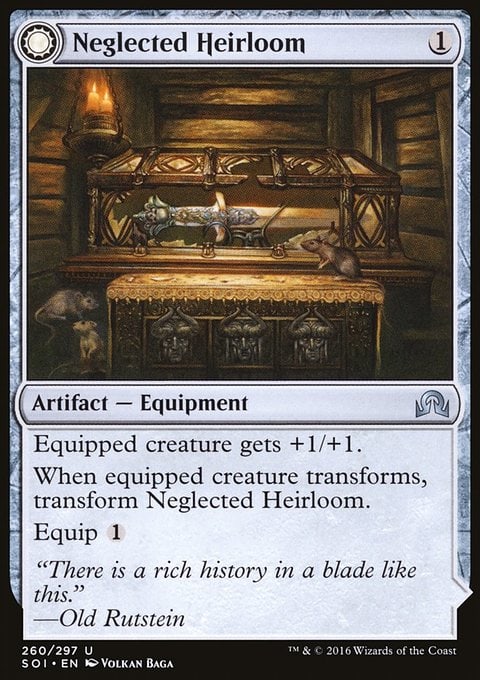 Neglected Heirloom 1
Artifact — Equipment
Equipped creature gets +1/+1.
When equipped creature transforms,
transform Neglected Heirloom.
Equip 1
“There is a rich history in a blade like
this.”
—Old Rutstein
260/297 U
SOI • EN Volkan Baga
™ & © 2016 Wizards of the Coast